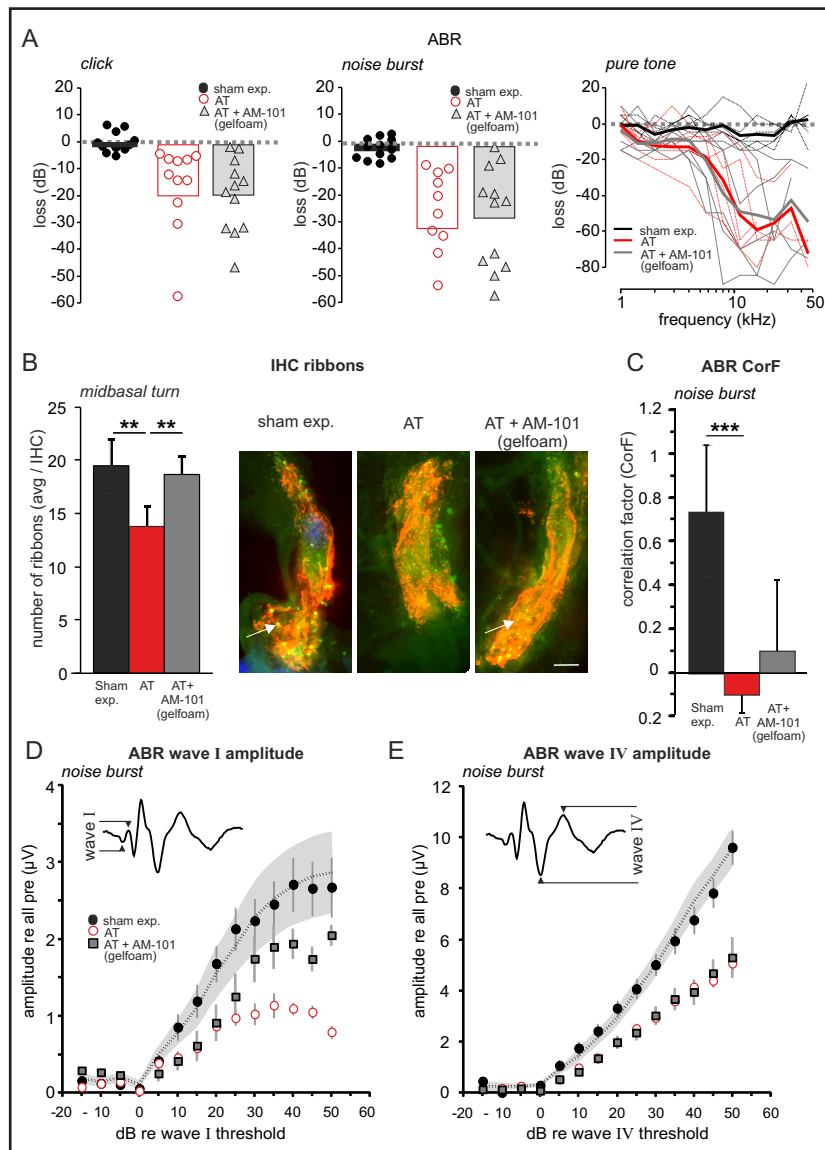 A
ABR
click
noise burst
pure tone
sham exp.
AT
AT + AM-101
(gelfoam)
sham exp.
AT
AT + AM-101
(gelfoam)
20
10
0
-10
-20
-30
-40
-50
-60
loss (dB)
20
10
0
-10
-20
-30
-40
-50
-60
loss (dB)
20
0
-20
-40
-60
-80
loss (dB)
sham exp.
AT
AT + AM-101
(gelfoam)
1
10
50
frequency (kHz)
B
IHC ribbons
midbasal turn
25
20
15
10
5
0
number of ribbons (avg / IHC)
**
**
Sham
exp.
AT
AT+
AM-101
(gelfoam)
sham exp.
AT
AT + AM-101
(gelfoam)
C
ABR CorF
noise burst
1.2
1
0.8
0.6
0.4
0.2
0
0.2
correlation factor (CorF)
***
Sham
exp.
AT
AT+
AM-101
(gelfoam)
D
ABR wave I amplitude
noise burst
4
3
2
1
0
amplitude re all pre (µV)
wave I
sham exp.
AT
AT + AM-101
(gelfoam)
-20
- 10
0
10
20
30
40
50
60
dB re wave I threshold
E
ABR wave IV amplitude
noise burst
12
10
8
6
4
2
0
amplitude re all pre (µV)
wave IV
-20
- 10
0
10
20
30
40
50
60
dB re wave IV threshold